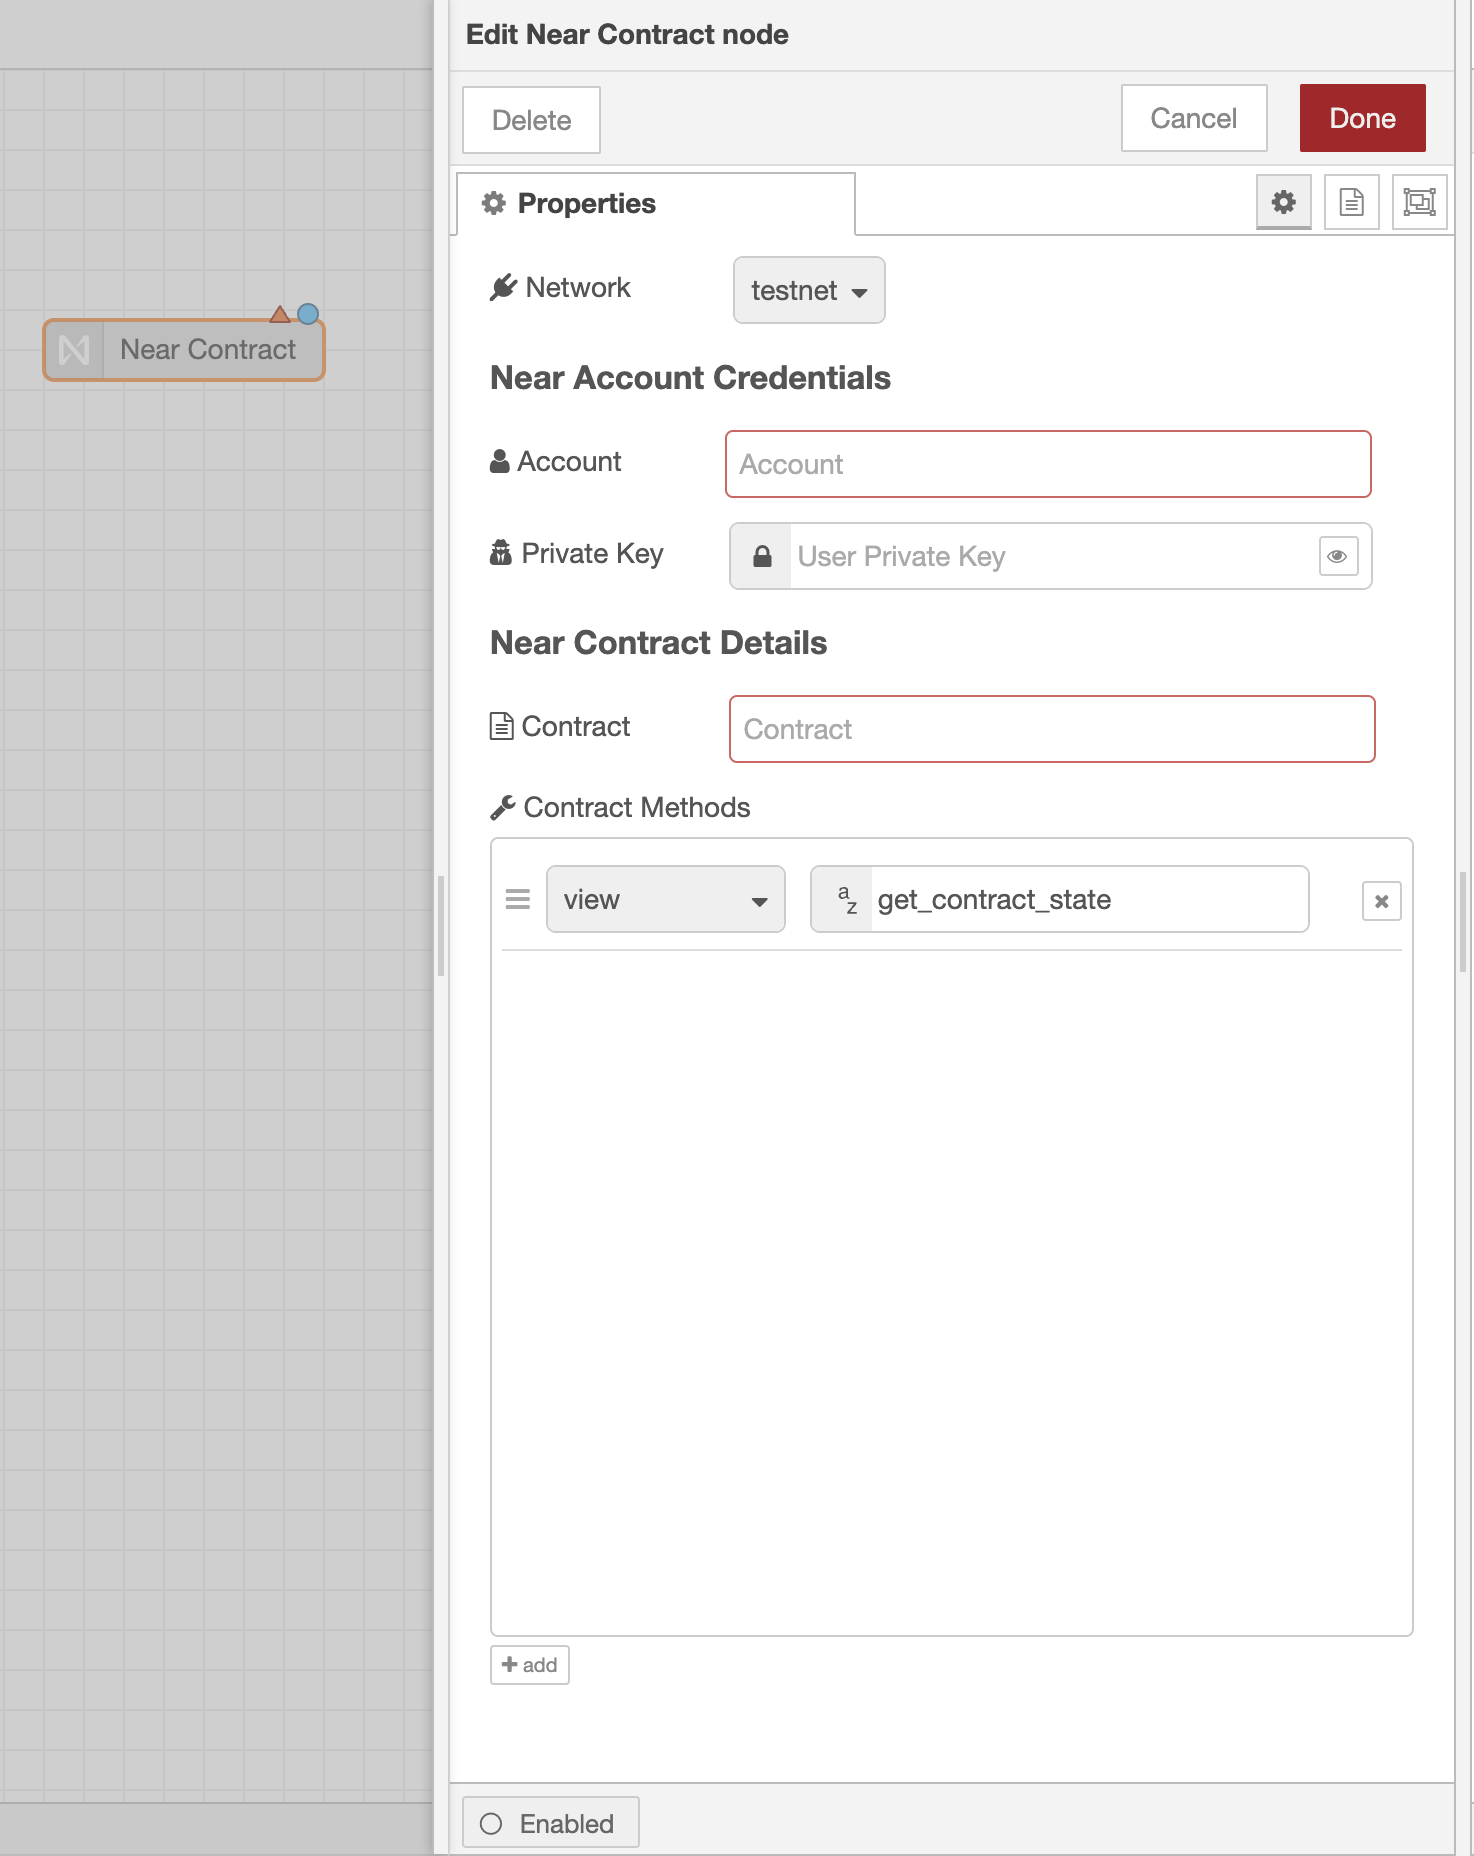 Edit Near Contract node
Delete
Cancel
Done
Properties
Network
testnet
Near Contract
Near Account Credentials
Account
Account
Private Key
User Private Key
Near Contract Details
Contract
Contract
Contract Methods
view
a
z
get_contract_state
add
Enabled